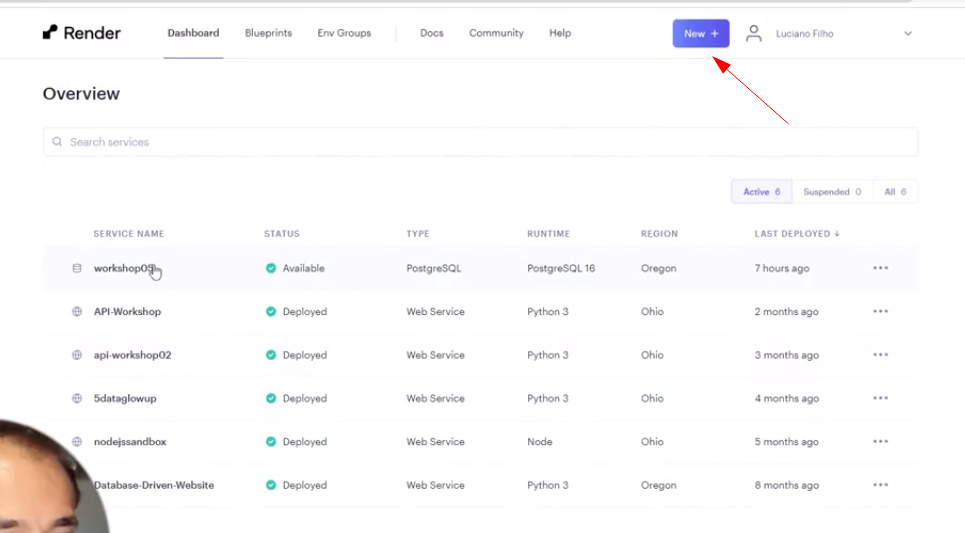 Render Dashboard Blueprints Env Groups Docs Community Help New + Luciano Filho
Overview
Search services
Active 6 Suspended 0 All 6
SERVICE NAME STATUS TYPE RUNTIME REGION LAST DEPLOYED ↓
workshop05 Available PostgreSQL PostgreSQL 16 Oregon 7 hours ago
API-Workshop Deployed Web Service Python 3 Ohio 2 months ago
api-workshop02 Deployed Web Service Python 3 Ohio 3 months ago
5dataglowup Deployed Web Service Python 3 Ohio 4 months ago
nodejssandbox Deployed Web Service Node Ohio 5 months ago
Database-Driven-Website Deployed Web Service Python 3 Oregon 8 months ago